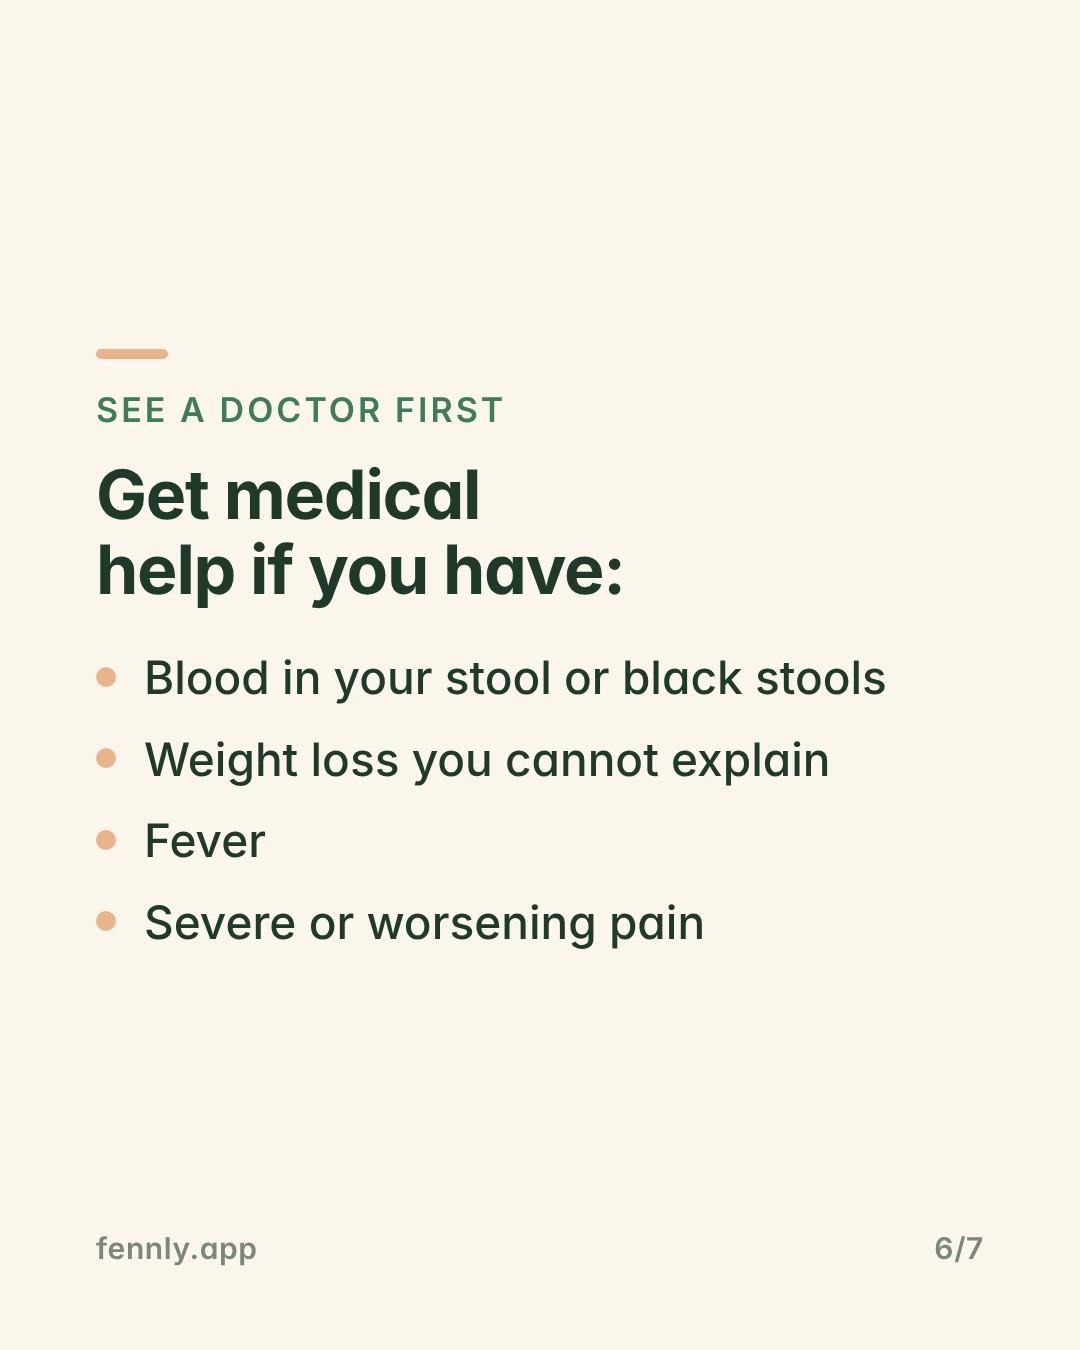 SEE A DOCTOR FIRST
Get medical
help if you have:
Blood in your stool or black stools
Weight loss you cannot explain
Fever
Severe or worsening pain
fennly.app
6/7